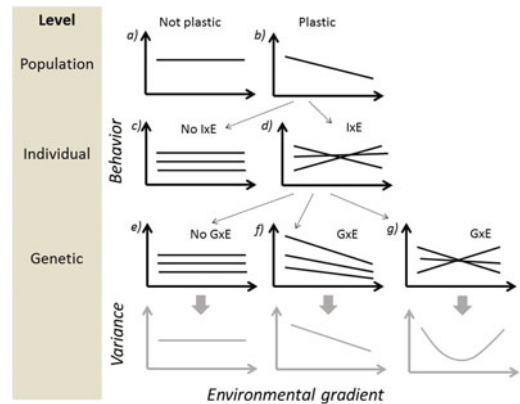 Level
Not plastic
Plastic
a)
b)
Population
c)
No IxE
d)
IxE
Individual
Behavior
e)
No GxE
f)
GxE
g)
GxE
Genetic
Variance
Environmental gradient